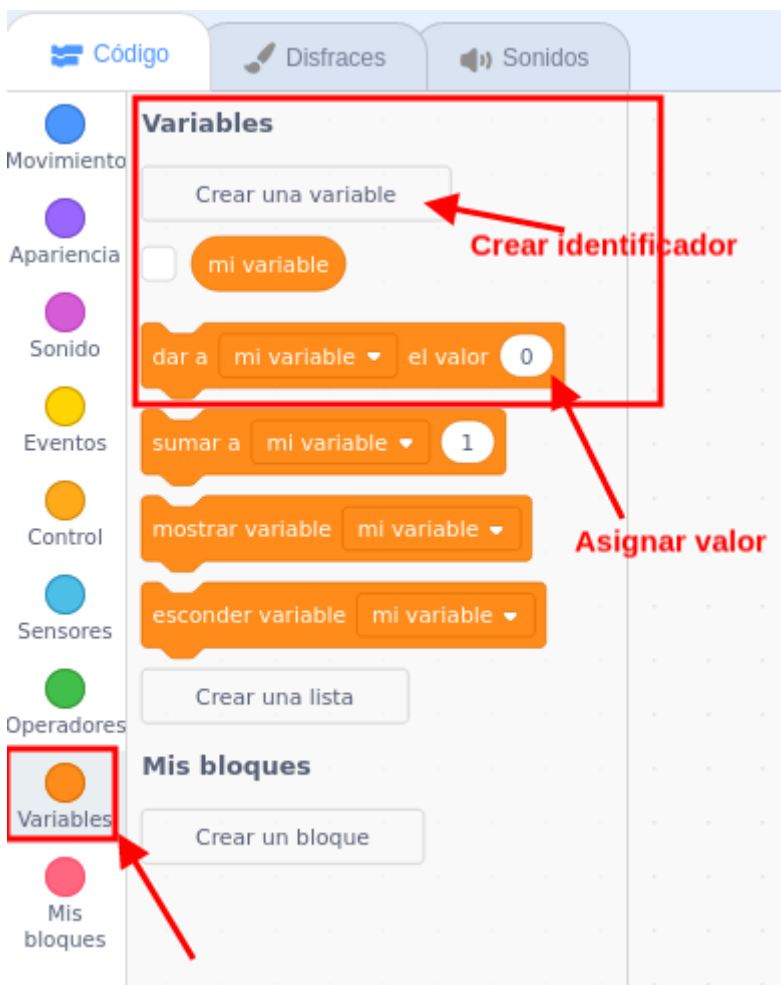 Código
Disfraces
Sonidos
Movimiento
Apariencia
Sonido
Eventos
Control
Sensores
Operadores
Variables
Mis
bloques
Variables
Crear una variable
Crear identificador
mi variable
dar a mi variable el valor 0
Asignar valor
sumar a mi variable 1
mostrar variable mi variable
esconder variable mi variable
Crear una lista
Mis bloques
Crear un bloque